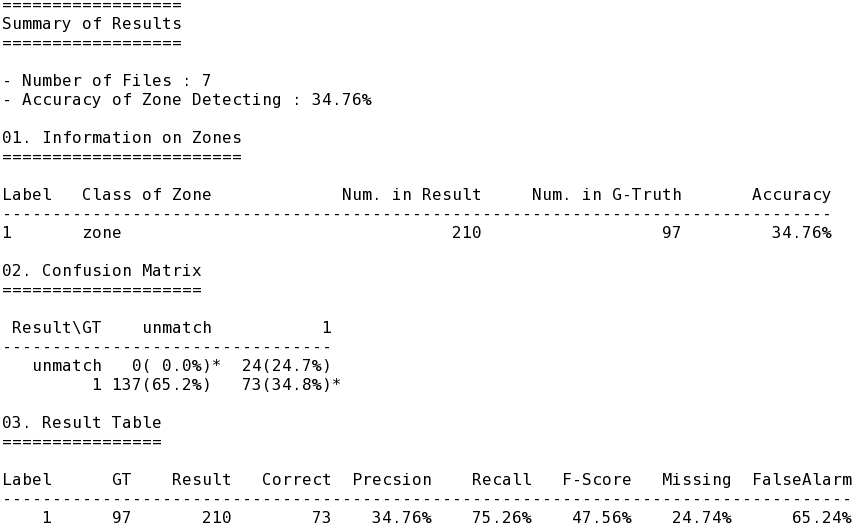 ==================
Summary of Results
==================
- Number of Files : 7
- Accuracy of Zone Detecting : 34.76%
01. Information on Zones
========================
Label   Class of Zone             Num. in Result     Num. in G-Truth       Accuracy
-----------------------------------------------------------------------------------
1       zone                                 210                  97         34.76%
02. Confusion Matrix
====================
 Result\GT    unmatch           1
---------------------------------
   unmatch   0( 0.0%)*  24(24.7%)
         1 137(65.2%)   73(34.8%)*
03. Result Table
================
Label      GT    Result   Correct  Precsion    Recall   F-Score   Missing  FalseAlarm
-------------------------------------------------------------------------------------
    1      97       210        73    34.76%    75.26%    47.56%    24.74%      65.24%